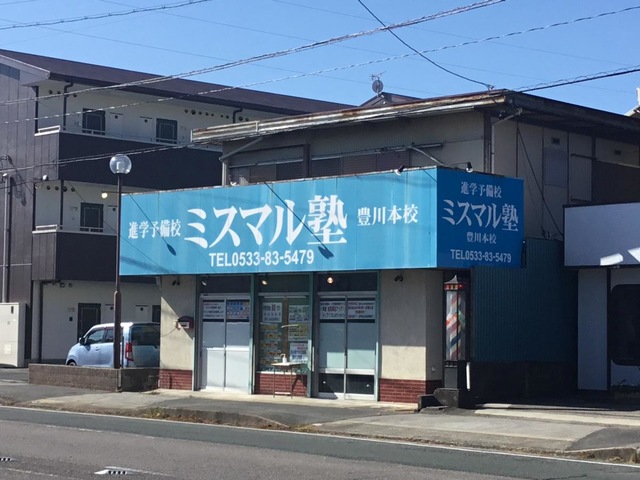 進学予備校 ミスマル塾 豊川本校
TEL0533-83-5479
進学予備校
ミスマル塾
豊川本校
TEL0533-83-5479